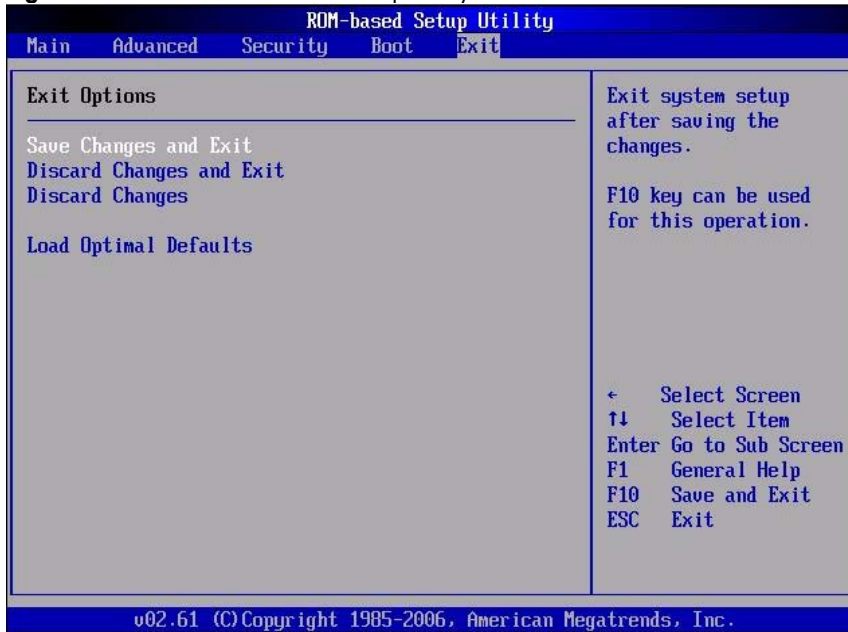 ROM-based Setup Utility
Main Advanced Security Boot Exit
Exit Options
Save Changes and Exit
Discard Changes and Exit
Discard Changes
Load Optimal Defaults
Exit system setup
after saving the
changes.
F10 key can be used
for this operation.
← Select Screen
↑↓ Select Item
Enter Go to Sub Screen
F1 General Help
F10 Save and Exit
ESC Exit
v02.61 (C)Copyright 1985-2006, American Megatrends, Inc.